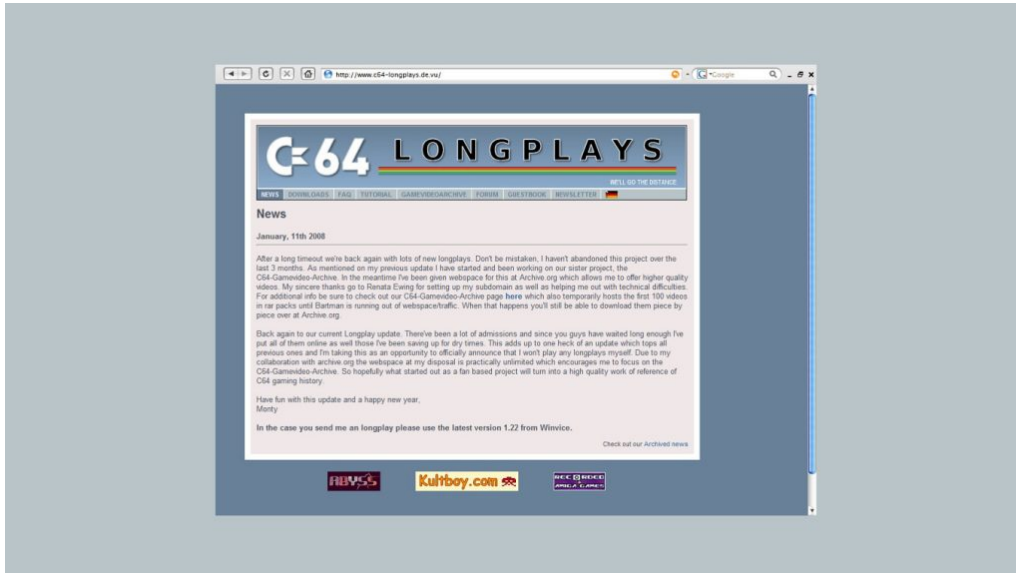 http://www.c64-longplays.de.vu/
Google
C=64 LONGPLAYS
WE'LL GO THE DISTANCE
NEWS DOWNLOADS FAQ TUTORIAL GAMEVIDEOARCHIVE FORUM GUESTBOOK NEWSLETTER
News
January, 11th 2008
After a long timeout we're back again with lots of new longplays. Don't be mistaken, I haven't abandoned this project over the
last 3 months. As mentioned on my previous update I have started and been working on our sister project, the
C64-Gamevideo-Archive. In the meantime I've been given webspace for this at Archive.org which allows me to offer higher quality
videos. My sincere thanks go to Renata Ewing for setting up my subdomain as well as helping me out with technical difficulties.
For additional info be sure to check out our C64-Gamevideo-Archive page here which also temporarily hosts the first 100 videos
in rar packs until Bartman is running out of webspace/traffic. When that happens you'll still be able to download them piece by
piece over at Archive.org.
Back again to our current Longplay update. There've been a lot of admissions and since you guys have waited long enough I've
put all of them online as well those I've been saving up for dry times. This adds up to one heck of an update which tops all
previous ones and I'm taking this as an opportunity to officially announce that I won't play any longplays myself. Due to my
collaboration with archive.org the webspace at my disposal is practically unlimited which encourages me to focus on the
C64-Gamevideo-Archive. So hopefully what started out as a fan based project will turn into a high quality work of reference of
C64 gaming history.
Have fun with this update and a happy new year,
Monty
In the case you send me an longplay please use the latest version 1.22 from Winvice.
Check out our Archived news
ABYSS Kultboy.com RECORDED AMIGA GAMES